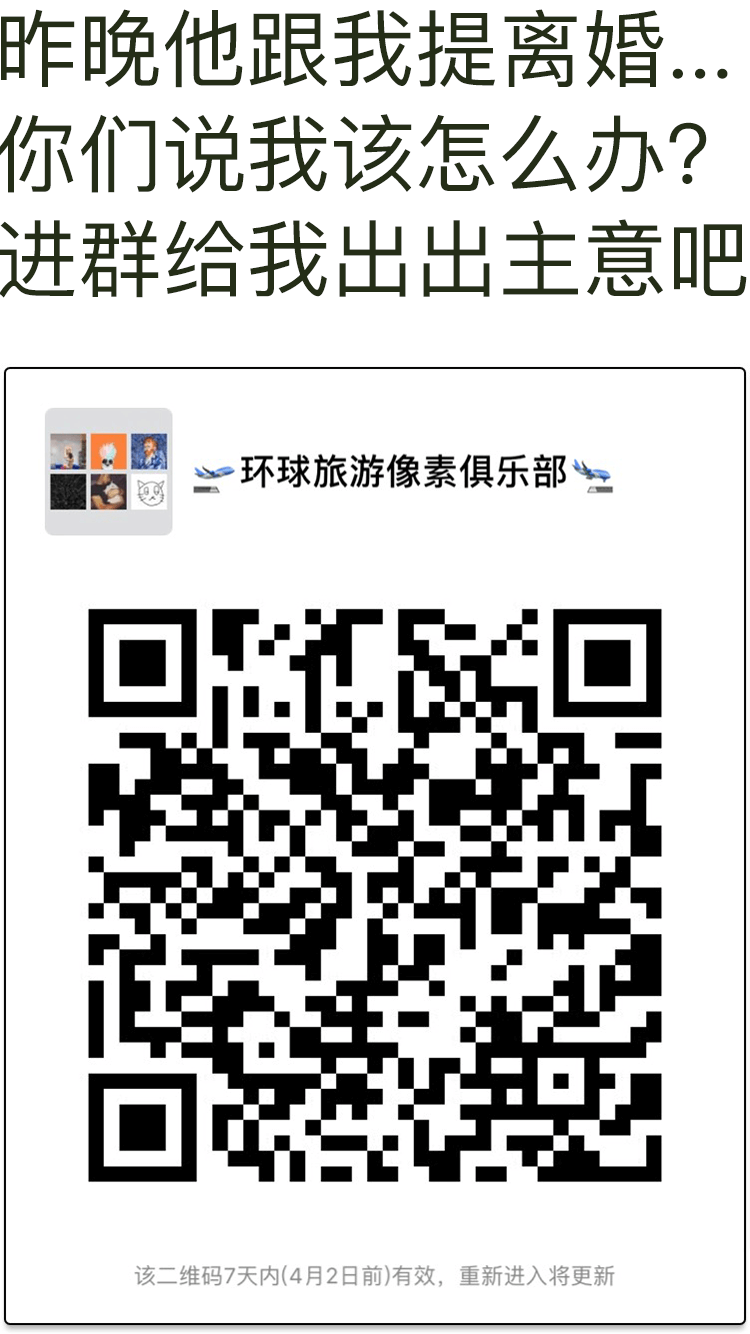 昨晚他跟我提离婚...
你们说我该怎么办?
进群给我出出主意吧
🛫环球旅游像素俱乐部🛬
该二维码7天内(4月2日前)有效，重新进入将更新